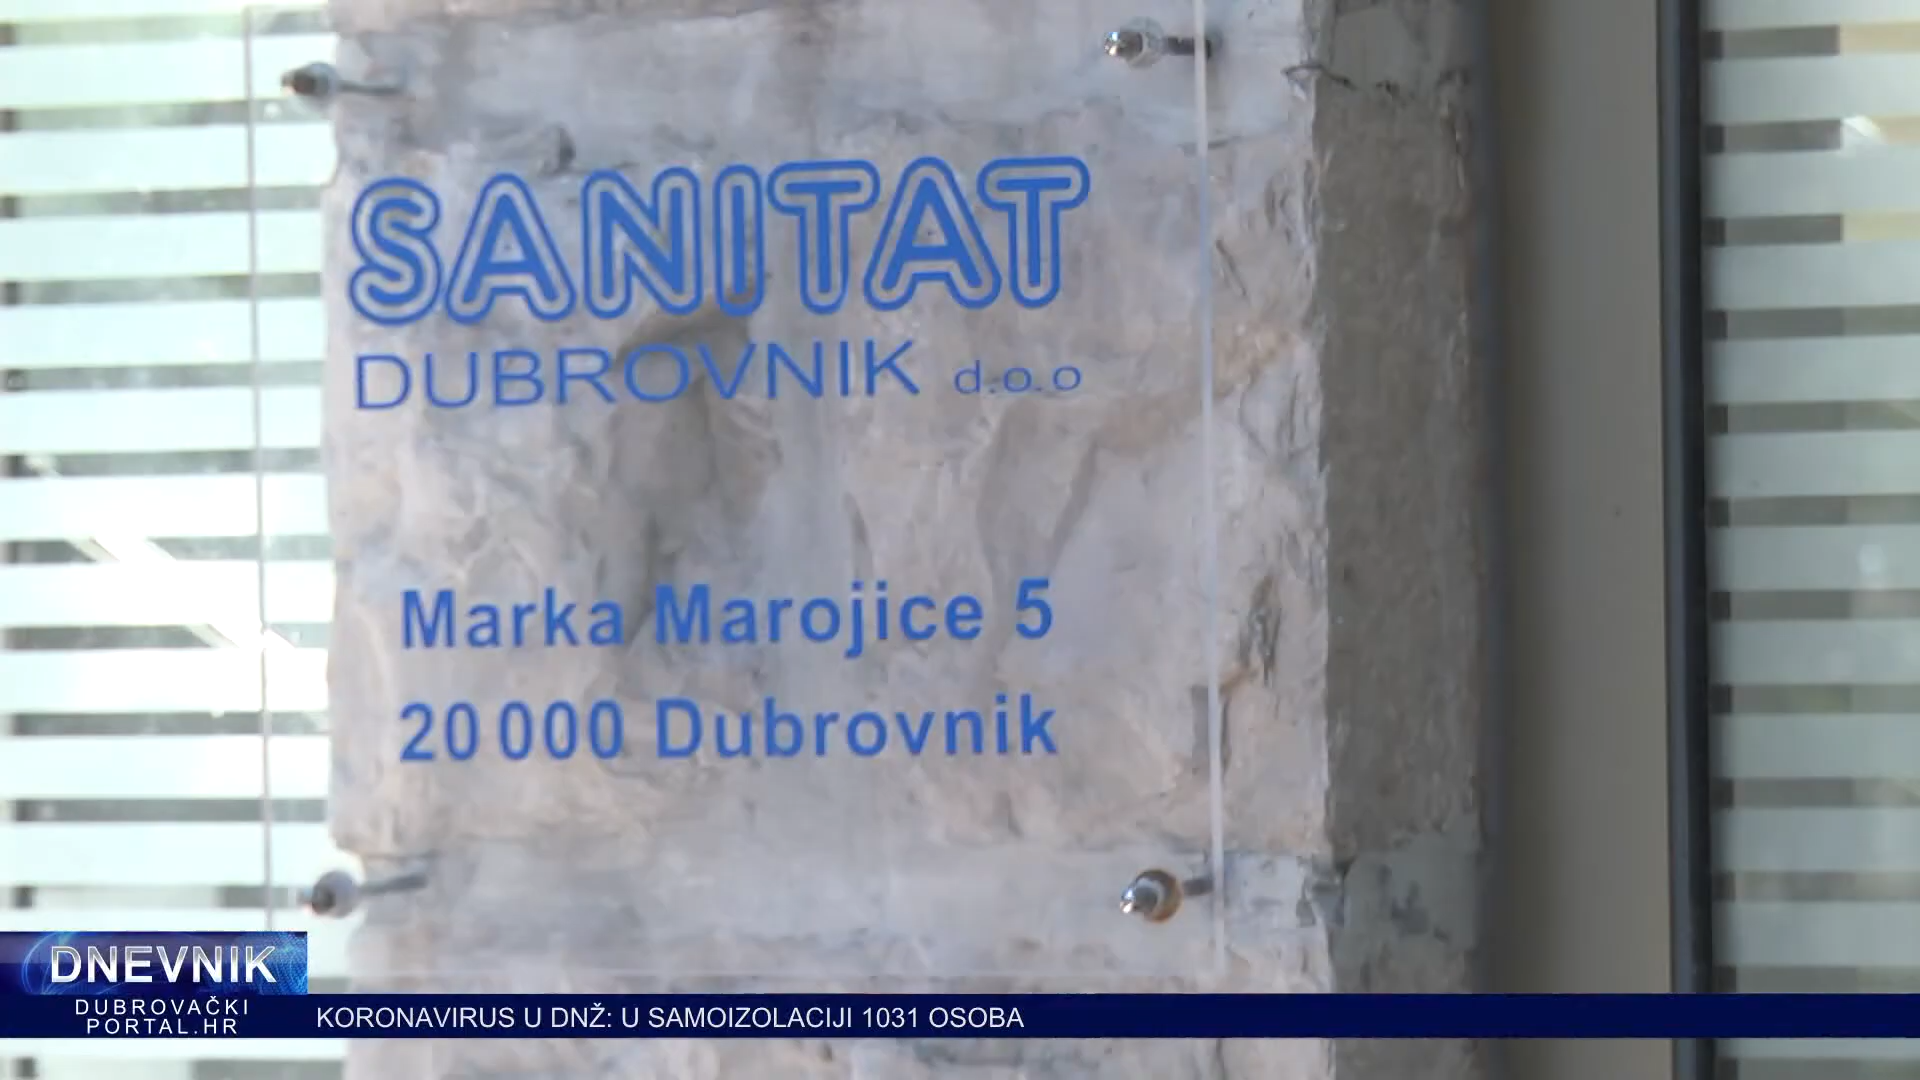 SANITAT
DUBROVNIK d.o.o
Marka Marojice 5
20 000 Dubrovnik
DNEVNIK
DUBROVAČKI
PORTAL.HR
KORONAVIRUS U DNŽ: U SAMOIZOLACIJI 1031 OSOBA